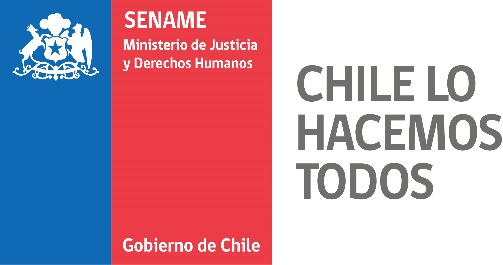 SENAME
Ministerio de Justicia
y Derechos Humanos
Gobierno de Chile
CHILE LO
HACEMOS
TODOS